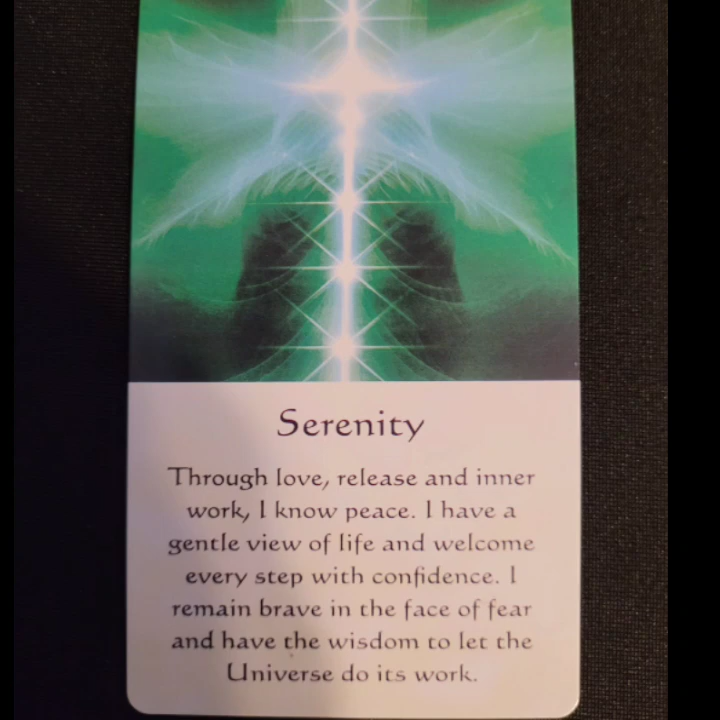 Serenity
Through love, release and inner
work, I know peace. I have a
gentle view of life and welcome
every step with confidence. I
remain brave in the face of fear
and have the wisdom to let the
Universe do its work.